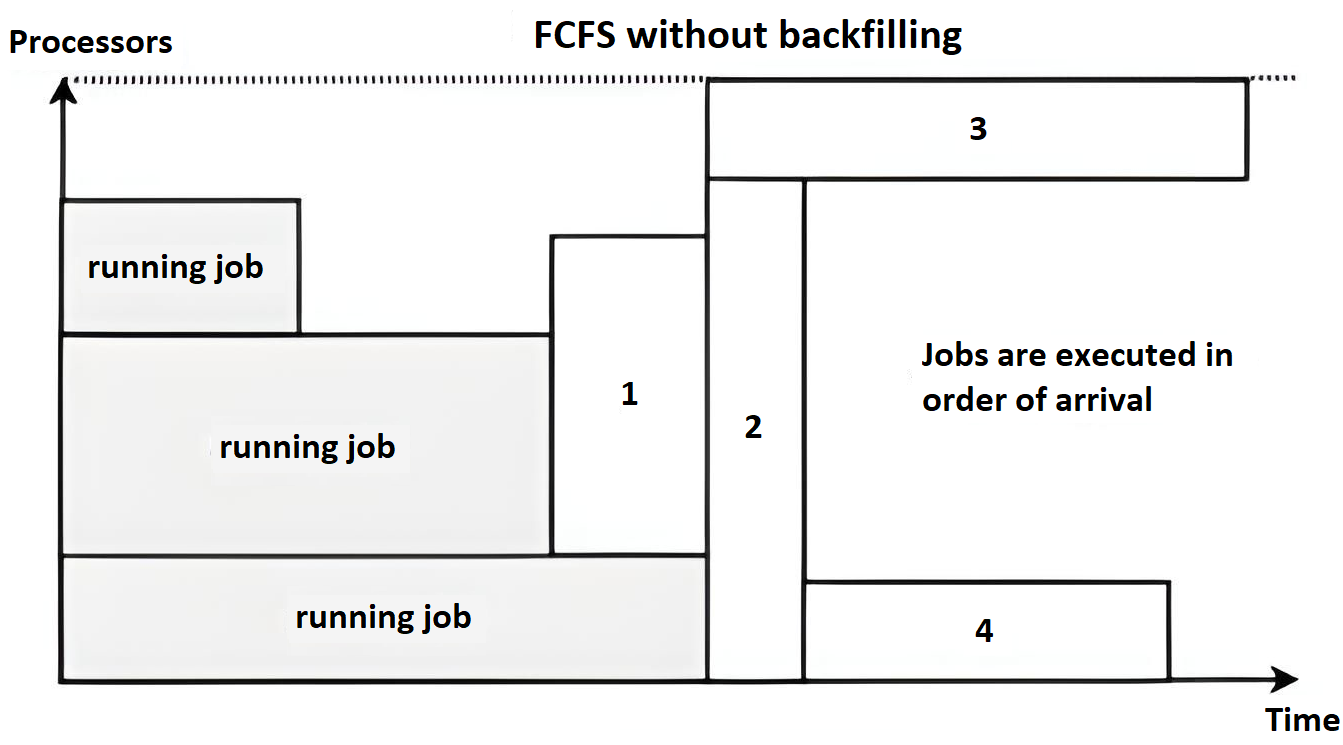 FCFS without backfilling
Processors
3
running job
1
2
Jobs are executed in
order of arrival
running job
running job
4
Time